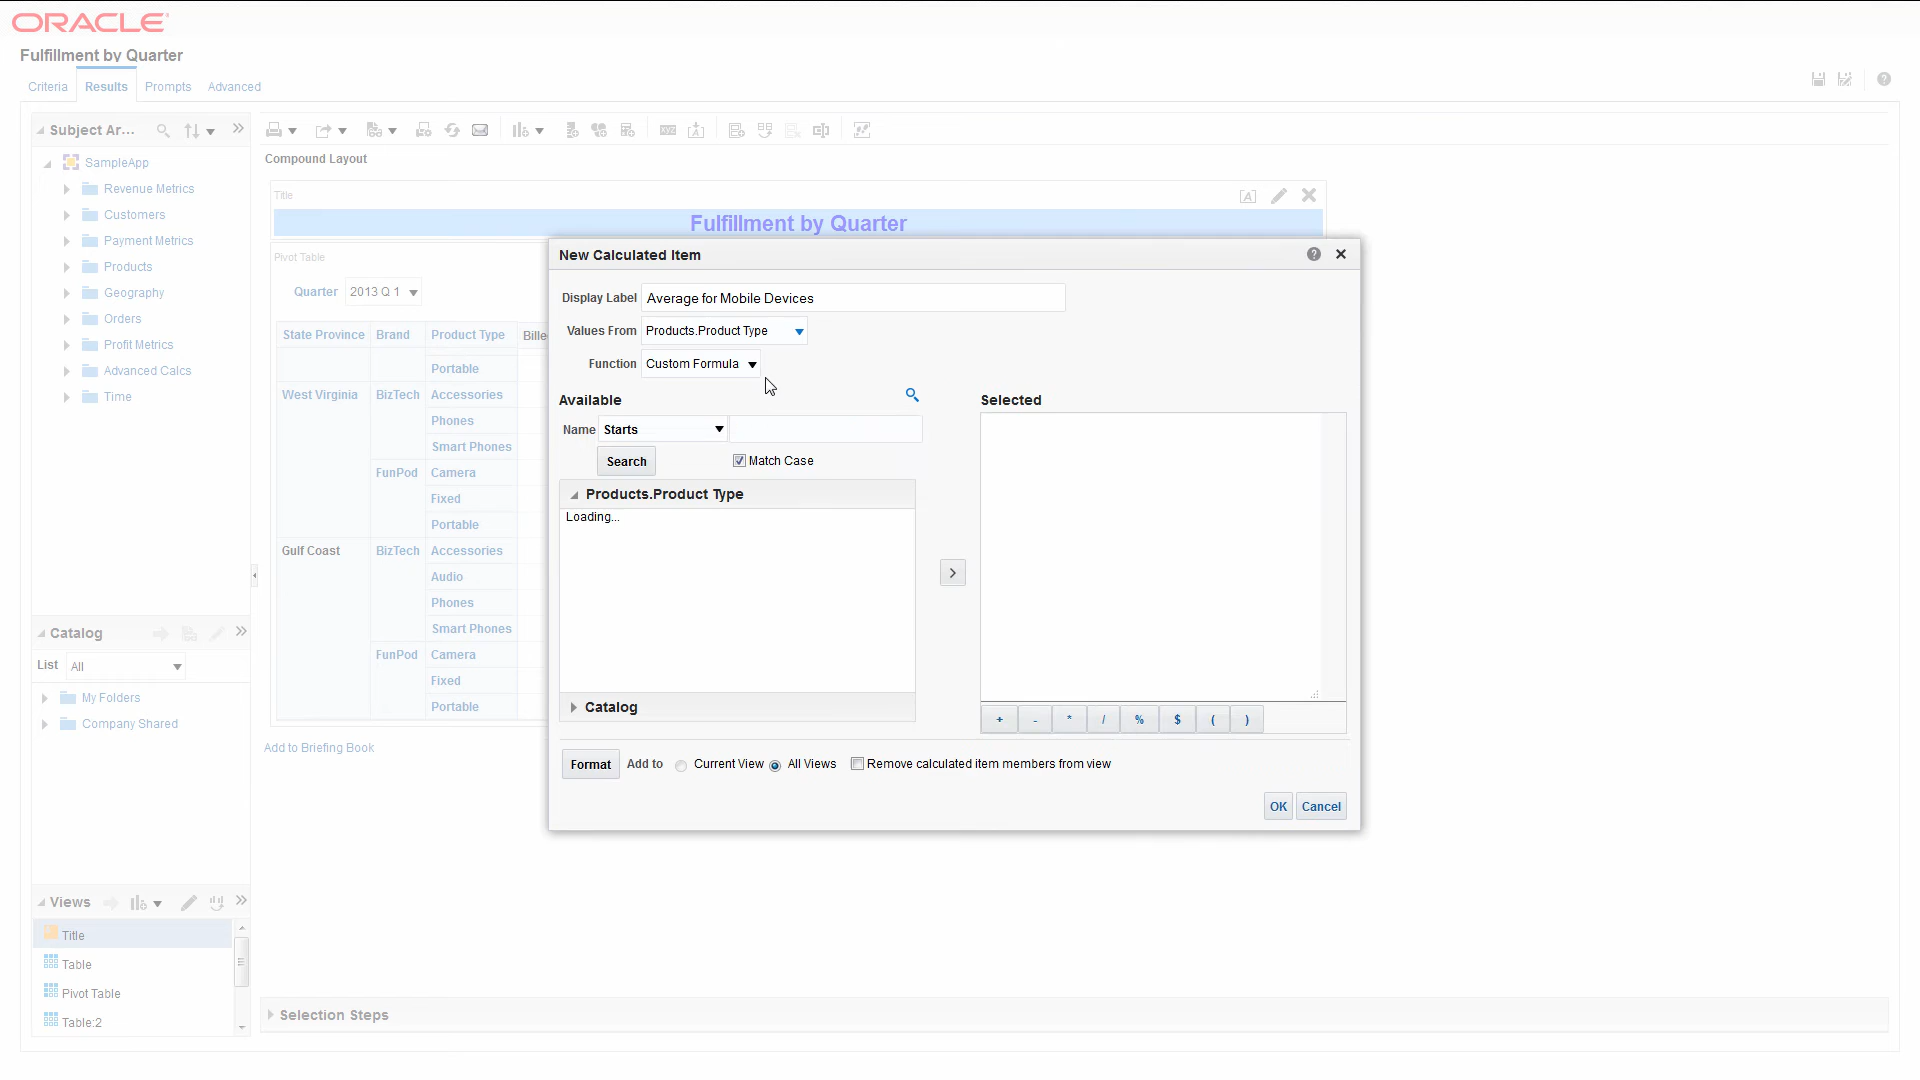 ORACLE
Fulfillment by Quarter
Criteria Results Prompts Advanced
Subject Ar...
SampleApp
Revenue Metrics
Customers
Payment Metrics
Products
Geography
Orders
Profit Metrics
Advanced Calcs
Time
Catalog
List All
My Folders
Company Shared
Views
Title
Table
Pivot Table
Table:2
Compound Layout
Title
Fulfillment by Quarter
Pivot Table
Quarter 2013 Q 1
State Province Brand Product Type Bille
Portable
West Virginia BizTech Accessories
Phones
Smart Phones
FunPod Camera
Fixed
Portable
Gulf Coast BizTech Accessories
Audio
Phones
Smart Phones
FunPod Camera
Fixed
Portable
Add to Briefing Book
Selection Steps
New Calculated Item
Display Label Average for Mobile Devices
Values From Products.Product Type
Function Custom Formula
Available
Name Starts
Search Match Case
Products.Product Type
Loading...
Catalog
>
Selected
+ - * / % $ ( )
Format Add to Current View All Views Remove calculated item members from view
OK Cancel